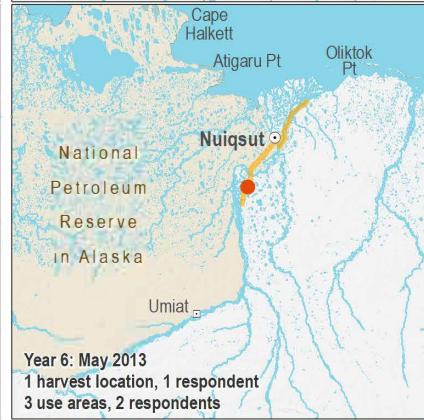 Cape
Halkett
Atigaru Pt
Oliktok
Pt
Nuiqsut
National
Petroleum
Reserve
in Alaska
Umiat
Year 6: May 2013
1 harvest location, 1 respondent
3 use areas, 2 respondents